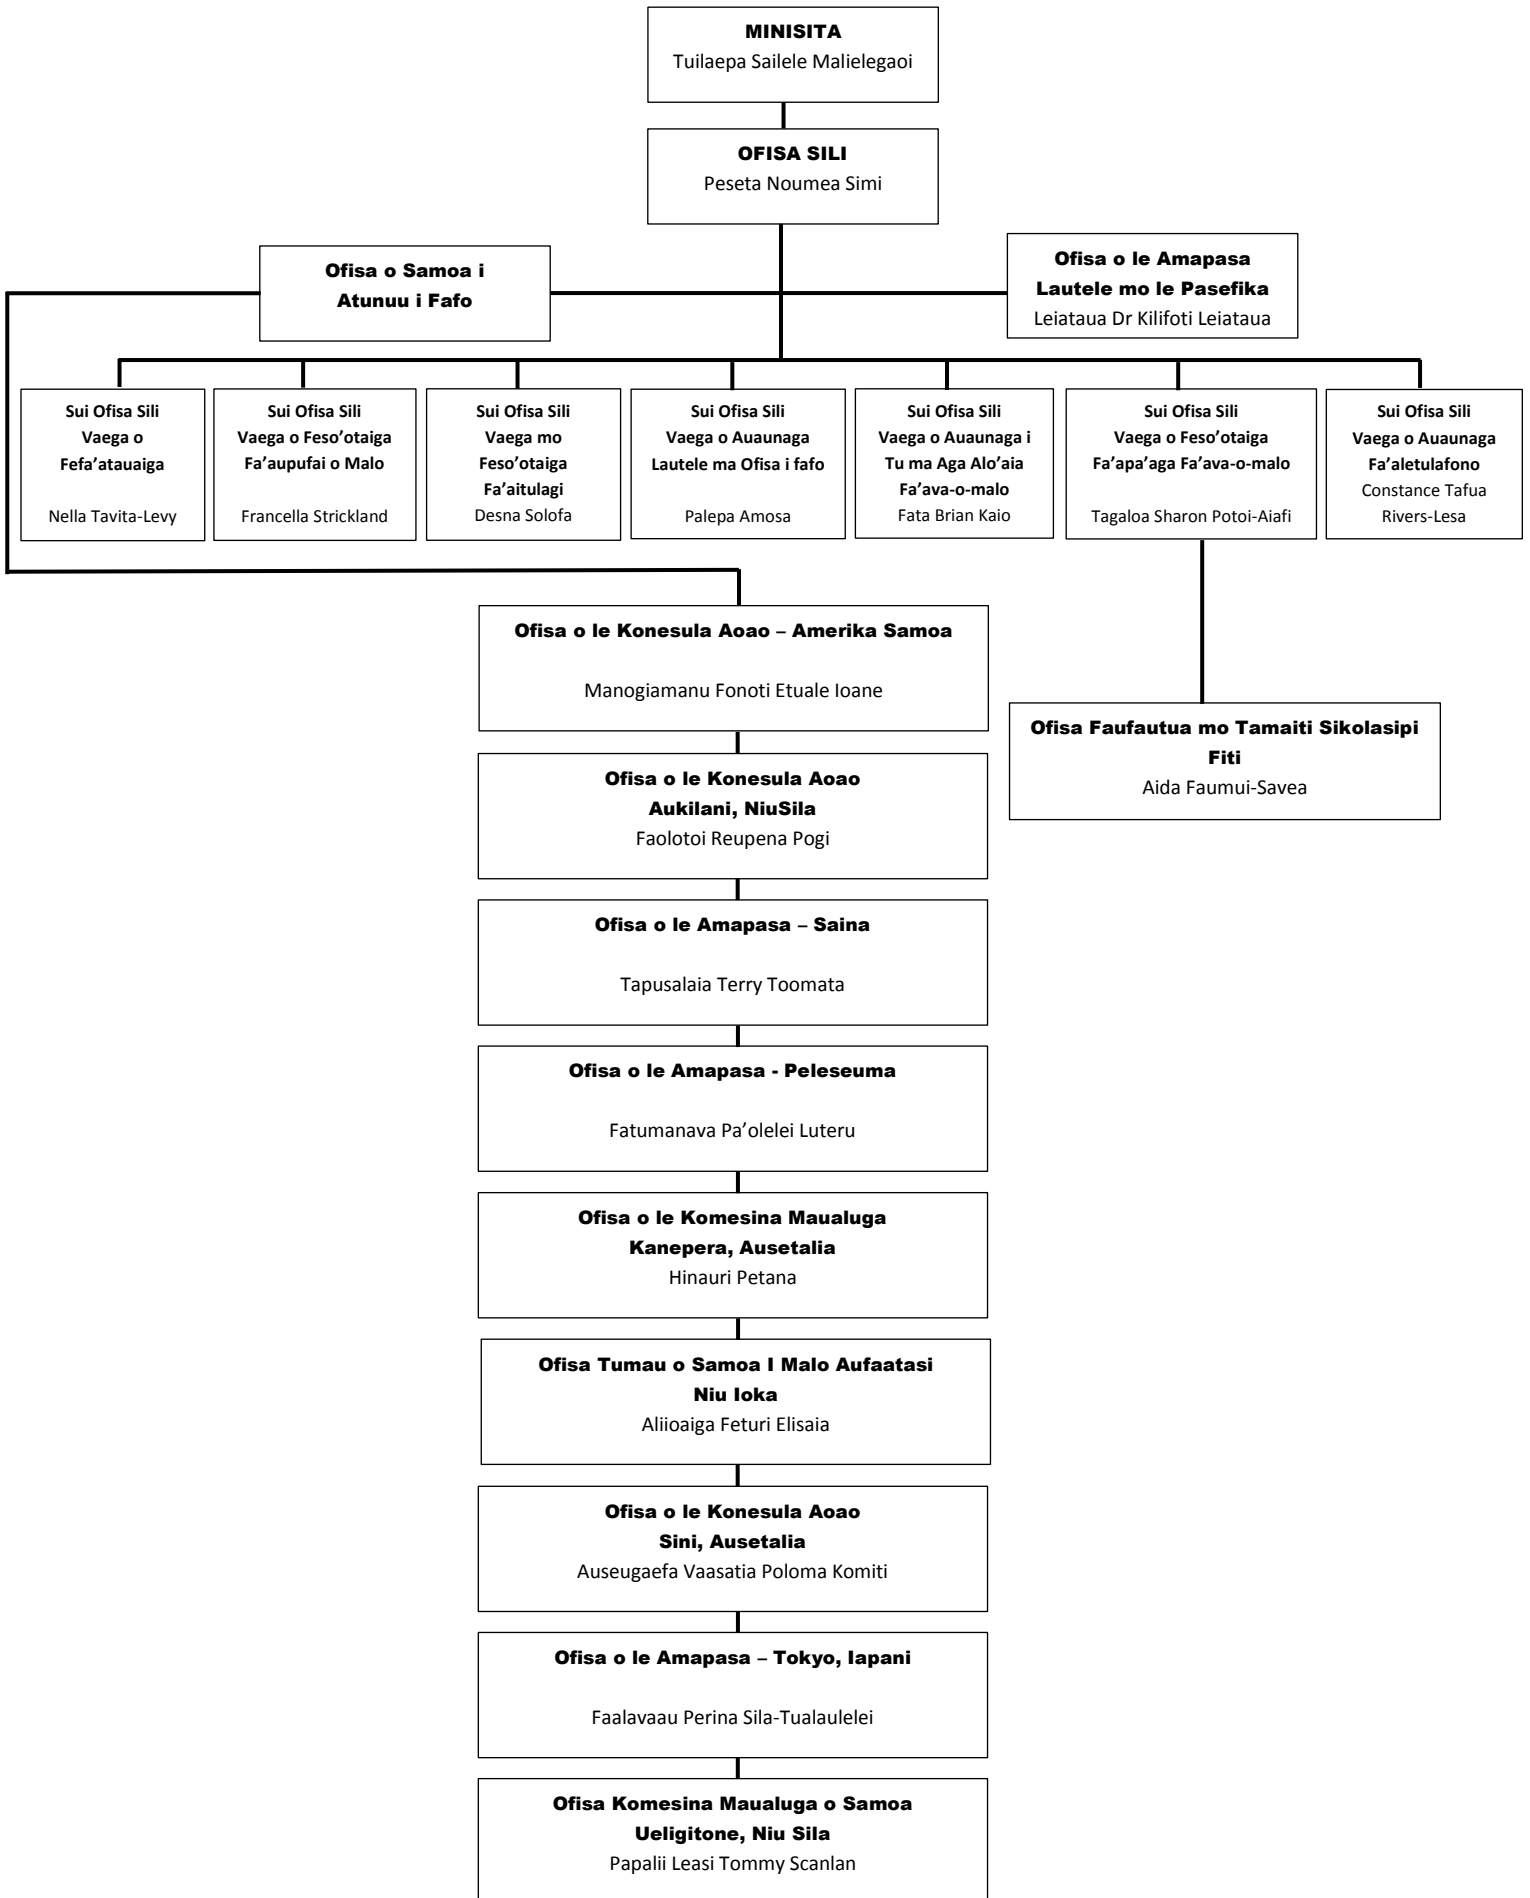 MINISITA
Tuilaepa Sailele Malielegaoi
OFISA SILI
Peseta Noumea Simi
Ofisa o Samoa i
Atunuu i Fafo
Ofisa o le Amapasa
Lautele mo le Pasefika
Leiataua Dr Kilifoti Leiataua
Sui Ofisa Sili
Vaega o
Fefa’atauaiga
Nella Tavita-Levy
Sui Ofisa Sili
Vaega o Feso’otaiga
Fa’aupufai o Malo
Francella Strickland
Sui Ofisa Sili
Vaega mo
Feso’otaiga
Fa’aitulagi
Desna Solofa
Sui Ofisa Sili
Vaega o Auaunaga
Lautele ma Ofisa i fafo
Palepa Amosa
Sui Ofisa Sili
Vaega o Auaunaga i
Tu ma Aga Alo’aia
Fa’ava-o-malo
Fata Brian Kaio
Sui Ofisa Sili
Vaega o Feso’otaiga
Fa’apa’aga Fa’ava-o-malo
Tagaloa Sharon Potoi-Aiafi
Sui Ofisa Sili
Vaega o Auaunaga
Fa’aletulafono
Constance Tafua
Rivers-Lesa
Ofisa o le Konesula Aoao – Amerika Samoa
Manogiamanu Fonoti Etuale Ioane
Ofisa Faufautua mo Tamaiti Sikolasipi
Fiti
Aida Faumui-Savea
Ofisa o le Konesula Aoao
Aukilani, NiuSila
Faolotoi Reupena Pogi
Ofisa o le Amapasa – Saina
Tapusalaia Terry Toomata
Ofisa o le Amapasa - Peleseuma
Fatumanava Pa’olelei Luteru
Ofisa o le Komesina Maualuga
Kanepera, Ausetalia
Hinauri Petana
Ofisa Tumau o Samoa I Malo Aufaatasi
Niu Ioka
Aliioaiga Feturi Elisaia
Ofisa o le Konesula Aoao
Sini, Ausetalia
Auseugaefa Vaasatia Poloma Komiti
Ofisa o le Amapasa – Tokyo, Iapani
Faalavaau Perina Sila-Tualaulelei
Ofisa Komesina Maualuga o Samoa
Ueligitone, Niu Sila
Papalii Leasi Tommy Scanlan